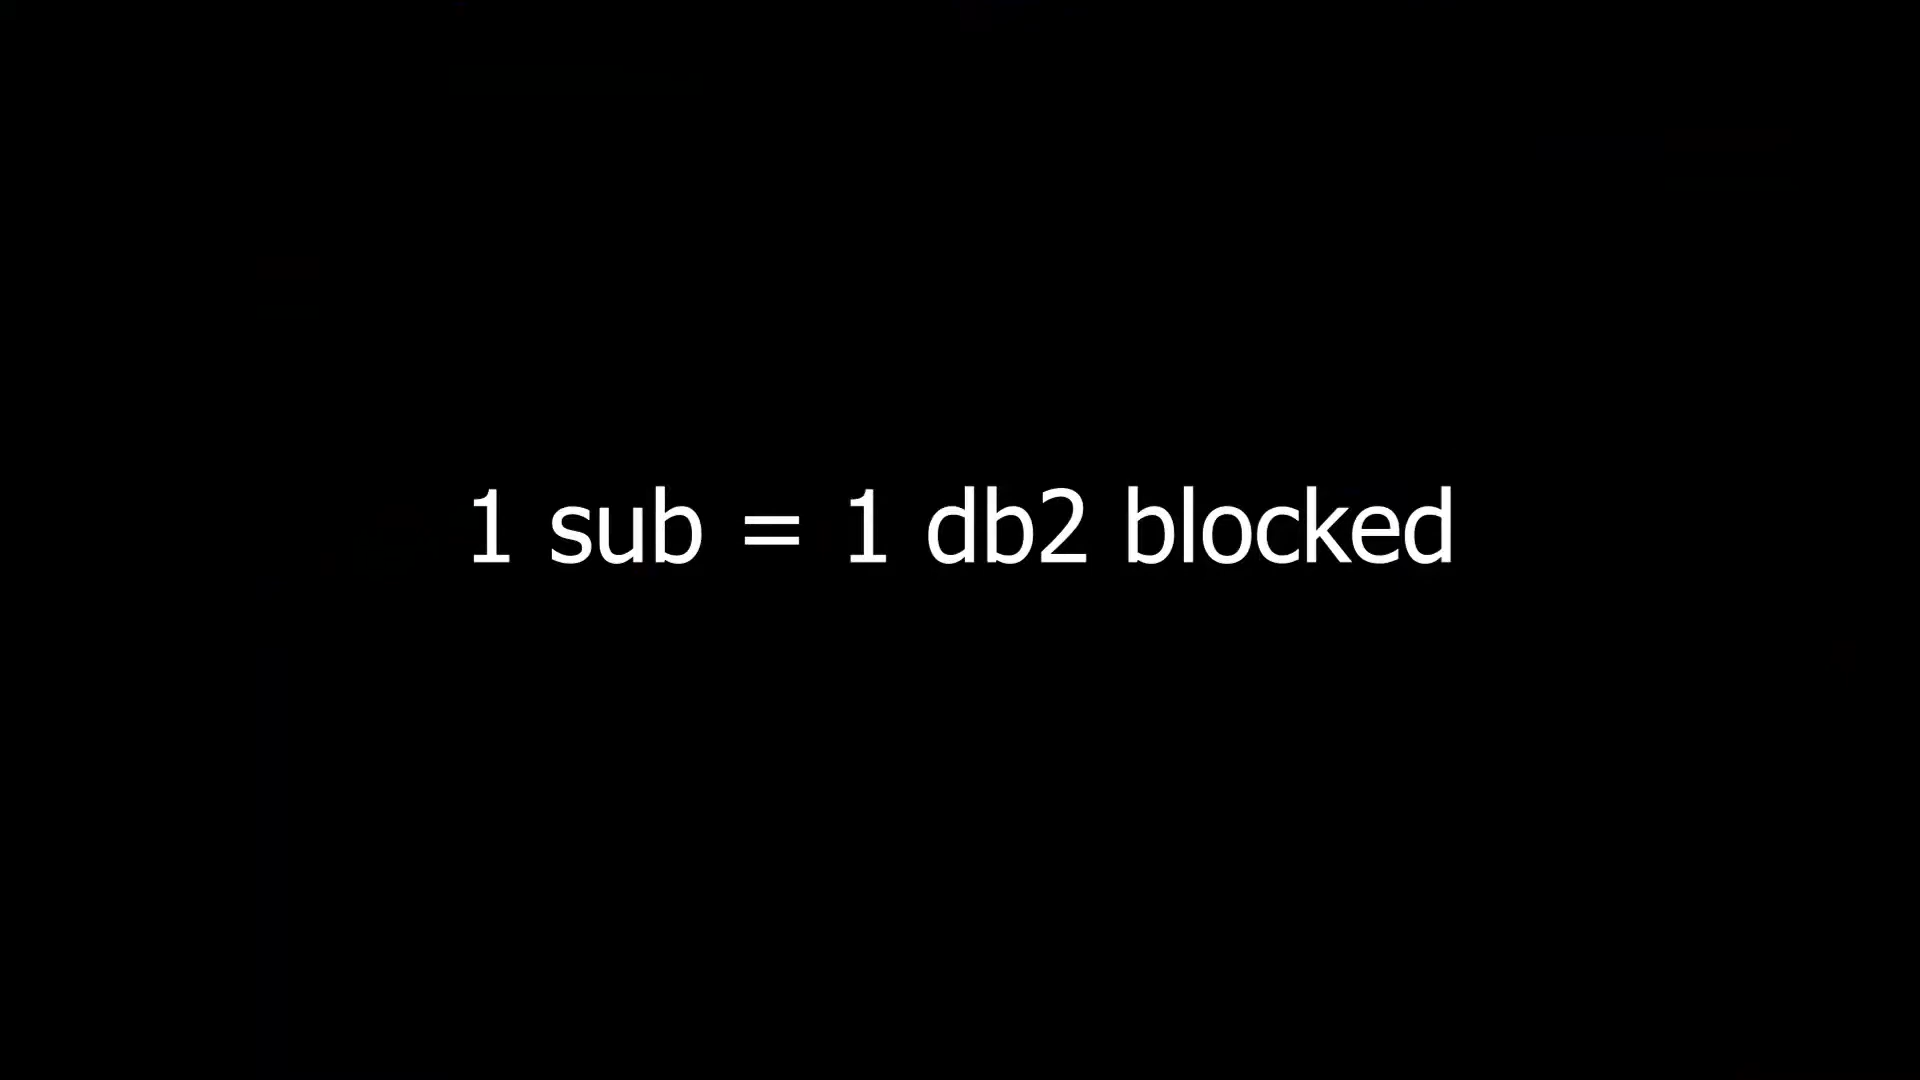 1 sub = 1 db2 blocked